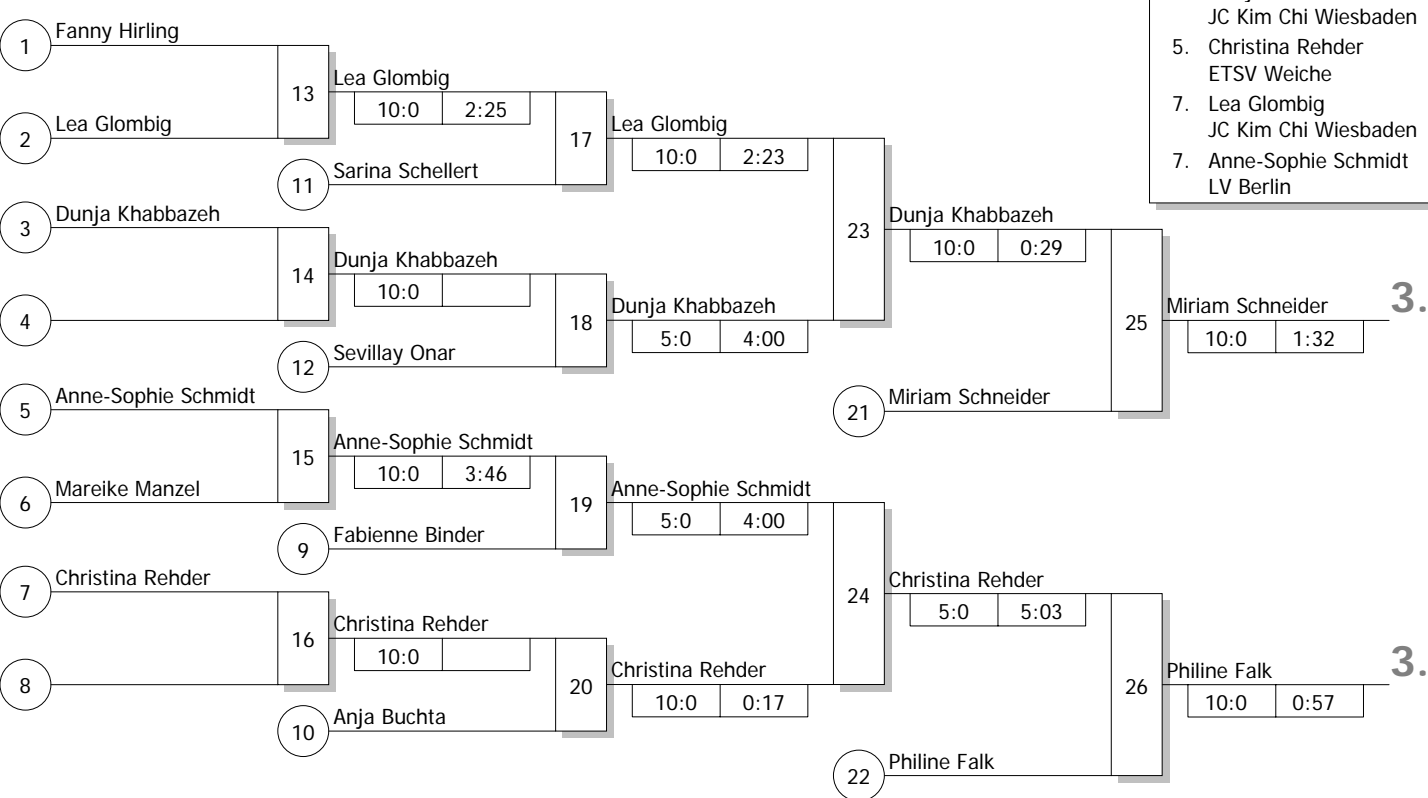 JC Kim Chi Wiesbaden
5. Christina Rehder
ETSV Weiche
7. Lea Glombig
JC Kim Chi Wiesbaden
7. Anne-Sophie Schmidt
LV Berlin
1 Fanny Hirling
2 Lea Glombig
13
Lea Glombig
10:0 2:25
11 Sarina Schellert
17
Lea Glombig
10:0 2:23
3 Dunja Khabbazeh
4
14
Dunja Khabbazeh
10:0
12 Sevillay Onar
18
Dunja Khabbazeh
5:0 4:00
23
Dunja Khabbazeh
10:0 0:29
21 Miriam Schneider
25
Miriam Schneider
10:0 1:32
3.
5 Anne-Sophie Schmidt
6 Mareike Manzel
15
Anne-Sophie Schmidt
10:0 3:46
9 Fabienne Binder
19
Anne-Sophie Schmidt
5:0 4:00
7 Christina Rehder
8
16
Christina Rehder
10:0
10 Anja Buchta
20
Christina Rehder
10:0 0:17
24
Christina Rehder
5:0 5:03
22 Philine Falk
26
Philine Falk
10:0 0:57
3.